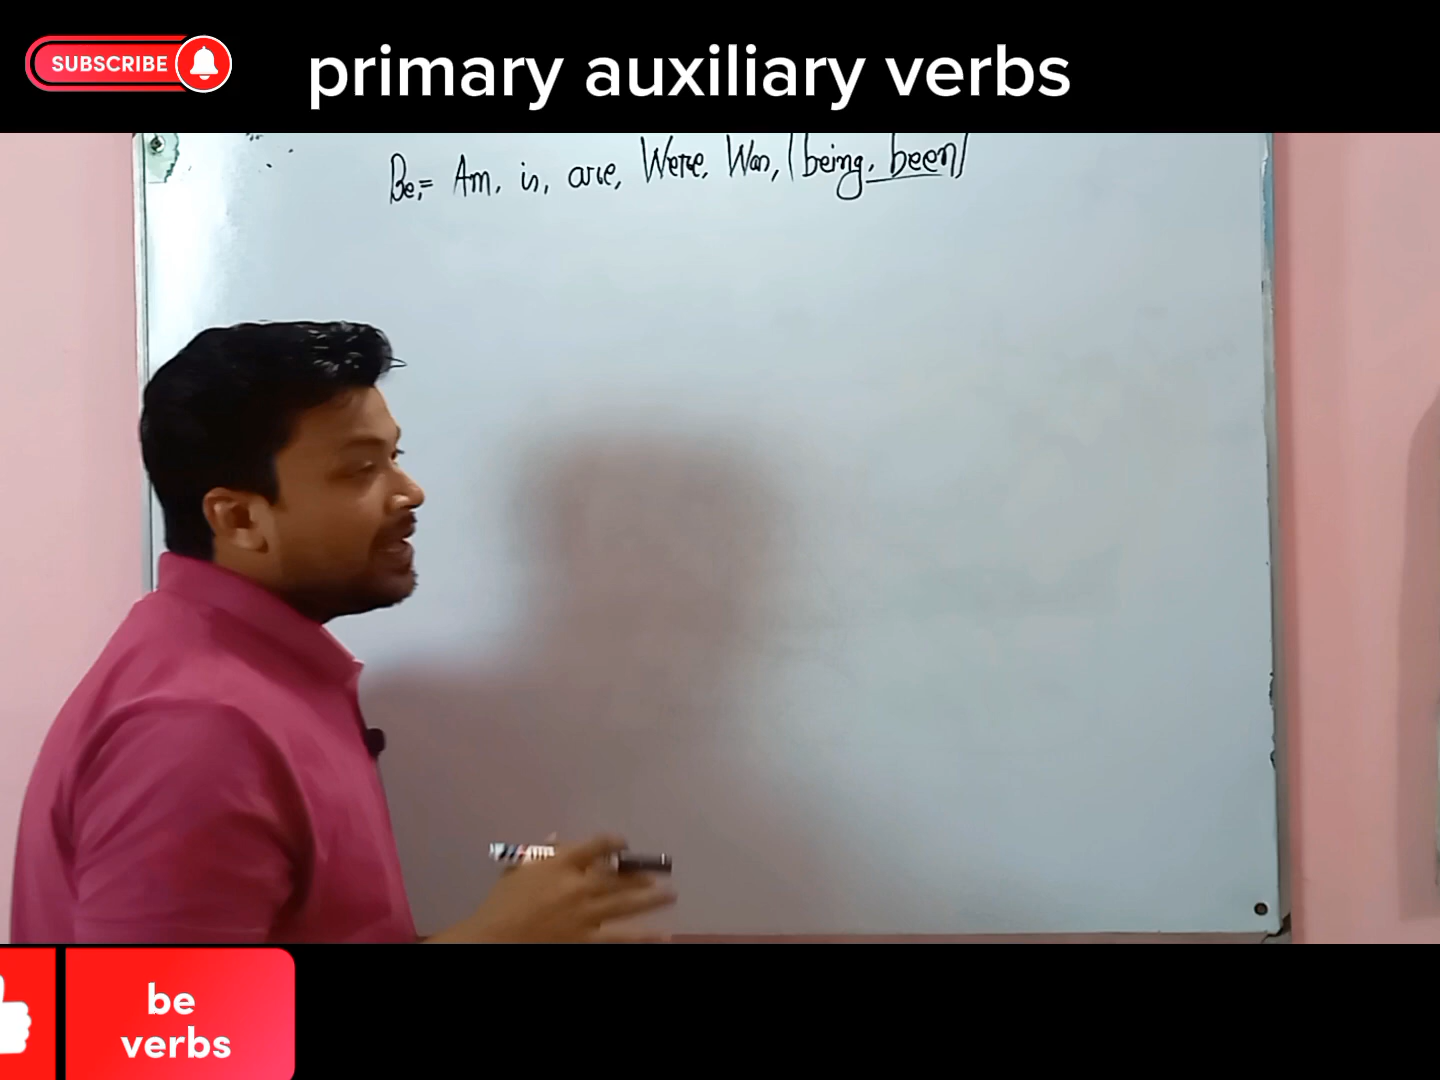 SUBSCRIBE
primary auxiliary verbs
Be,= Am, is, are, Were, Was, (being, been)
be
verbs